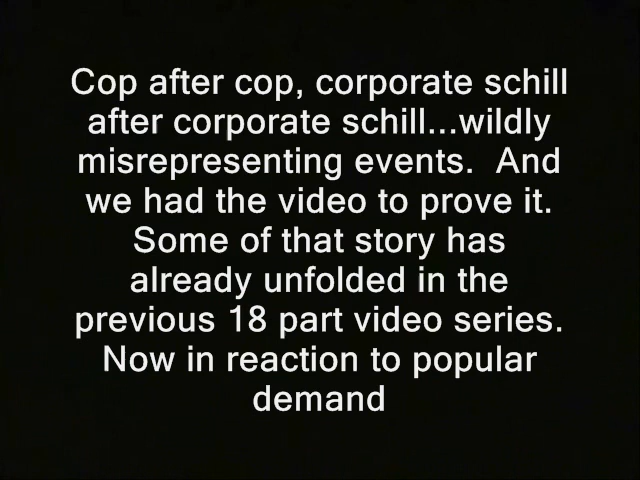 Cop after cop, corporate schill
after corporate schill...wildly
misrepresenting events.  And
we had the video to prove it.
Some of that story has
already unfolded in the
previous 18 part video series.
Now in reaction to popular
demand